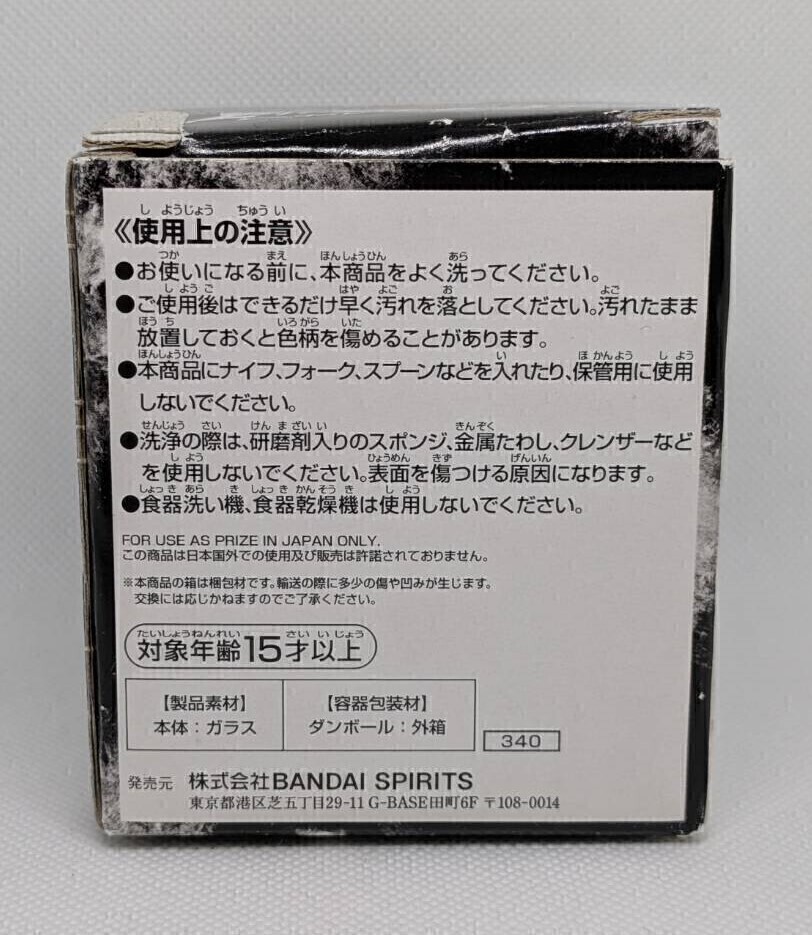 《使用上の注意》
●お使いになる前に、本商品をよく洗ってください。
●ご使用後はできるだけ早く汚れを落としてください。汚れたまま
放置しておくと色柄を傷めることがあります。
●本商品にナイフ、フォーク、スプーンなどを入れたり、保管用に使用
しないでください。
●洗浄の際は、研磨剤入りのスポンジ、金属たわし、クレンザーなど
を使用しないでください。表面を傷つける原因になります。
●食器洗い機、食器乾燥機は使用しないでください。
FOR USE AS PRIZE IN JAPAN ONLY.
この商品は日本国外での使用及び販売は許諾されておりません。
※本商品の箱は梱包材です。輸送の際に多少の傷や凹みが生じます。
交換には応じかねますのでご了承ください。
対象年齢15才以上
【製品素材】
本体：ガラス
【容器包装材】
ダンボール：外箱
340
発売元 株式会社BANDAI SPIRITS
東京都港区芝五丁目29-11 G-BASE田町6F 〒108-0014